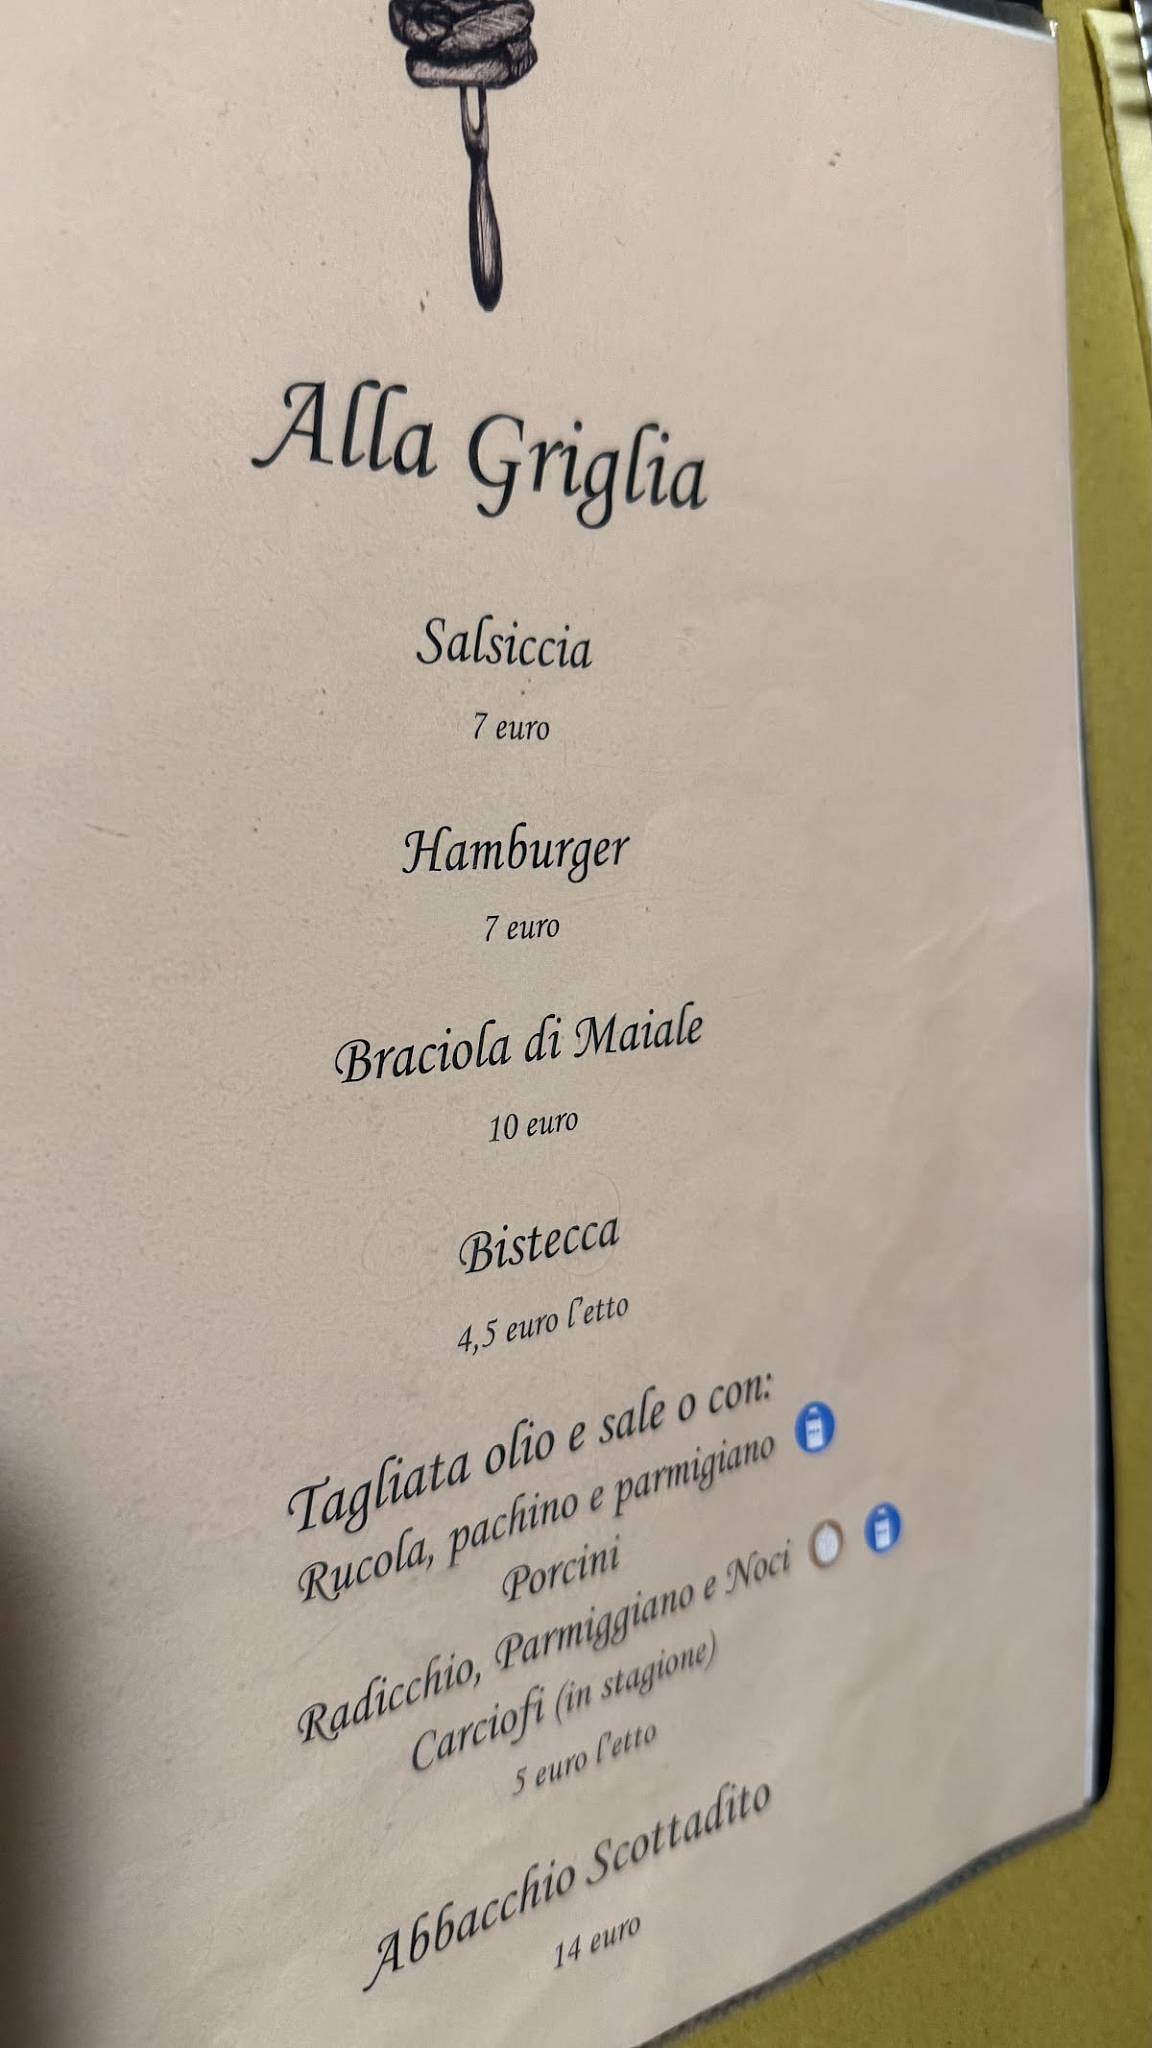 Alla Griglia
Salsiccia
7 euro
Hamburger
7 euro
Braciola di Maiale
10 euro
Bistecca
4,5 euro l'etto
Tagliata olio e sale o con:
Rucola, pachino e parmigiano
Porcini
Radicchio, Parmiggiano e Noci
Carciofi (in stagione)
5 euro l'etto
Abbacchio Scottadito
14 euro